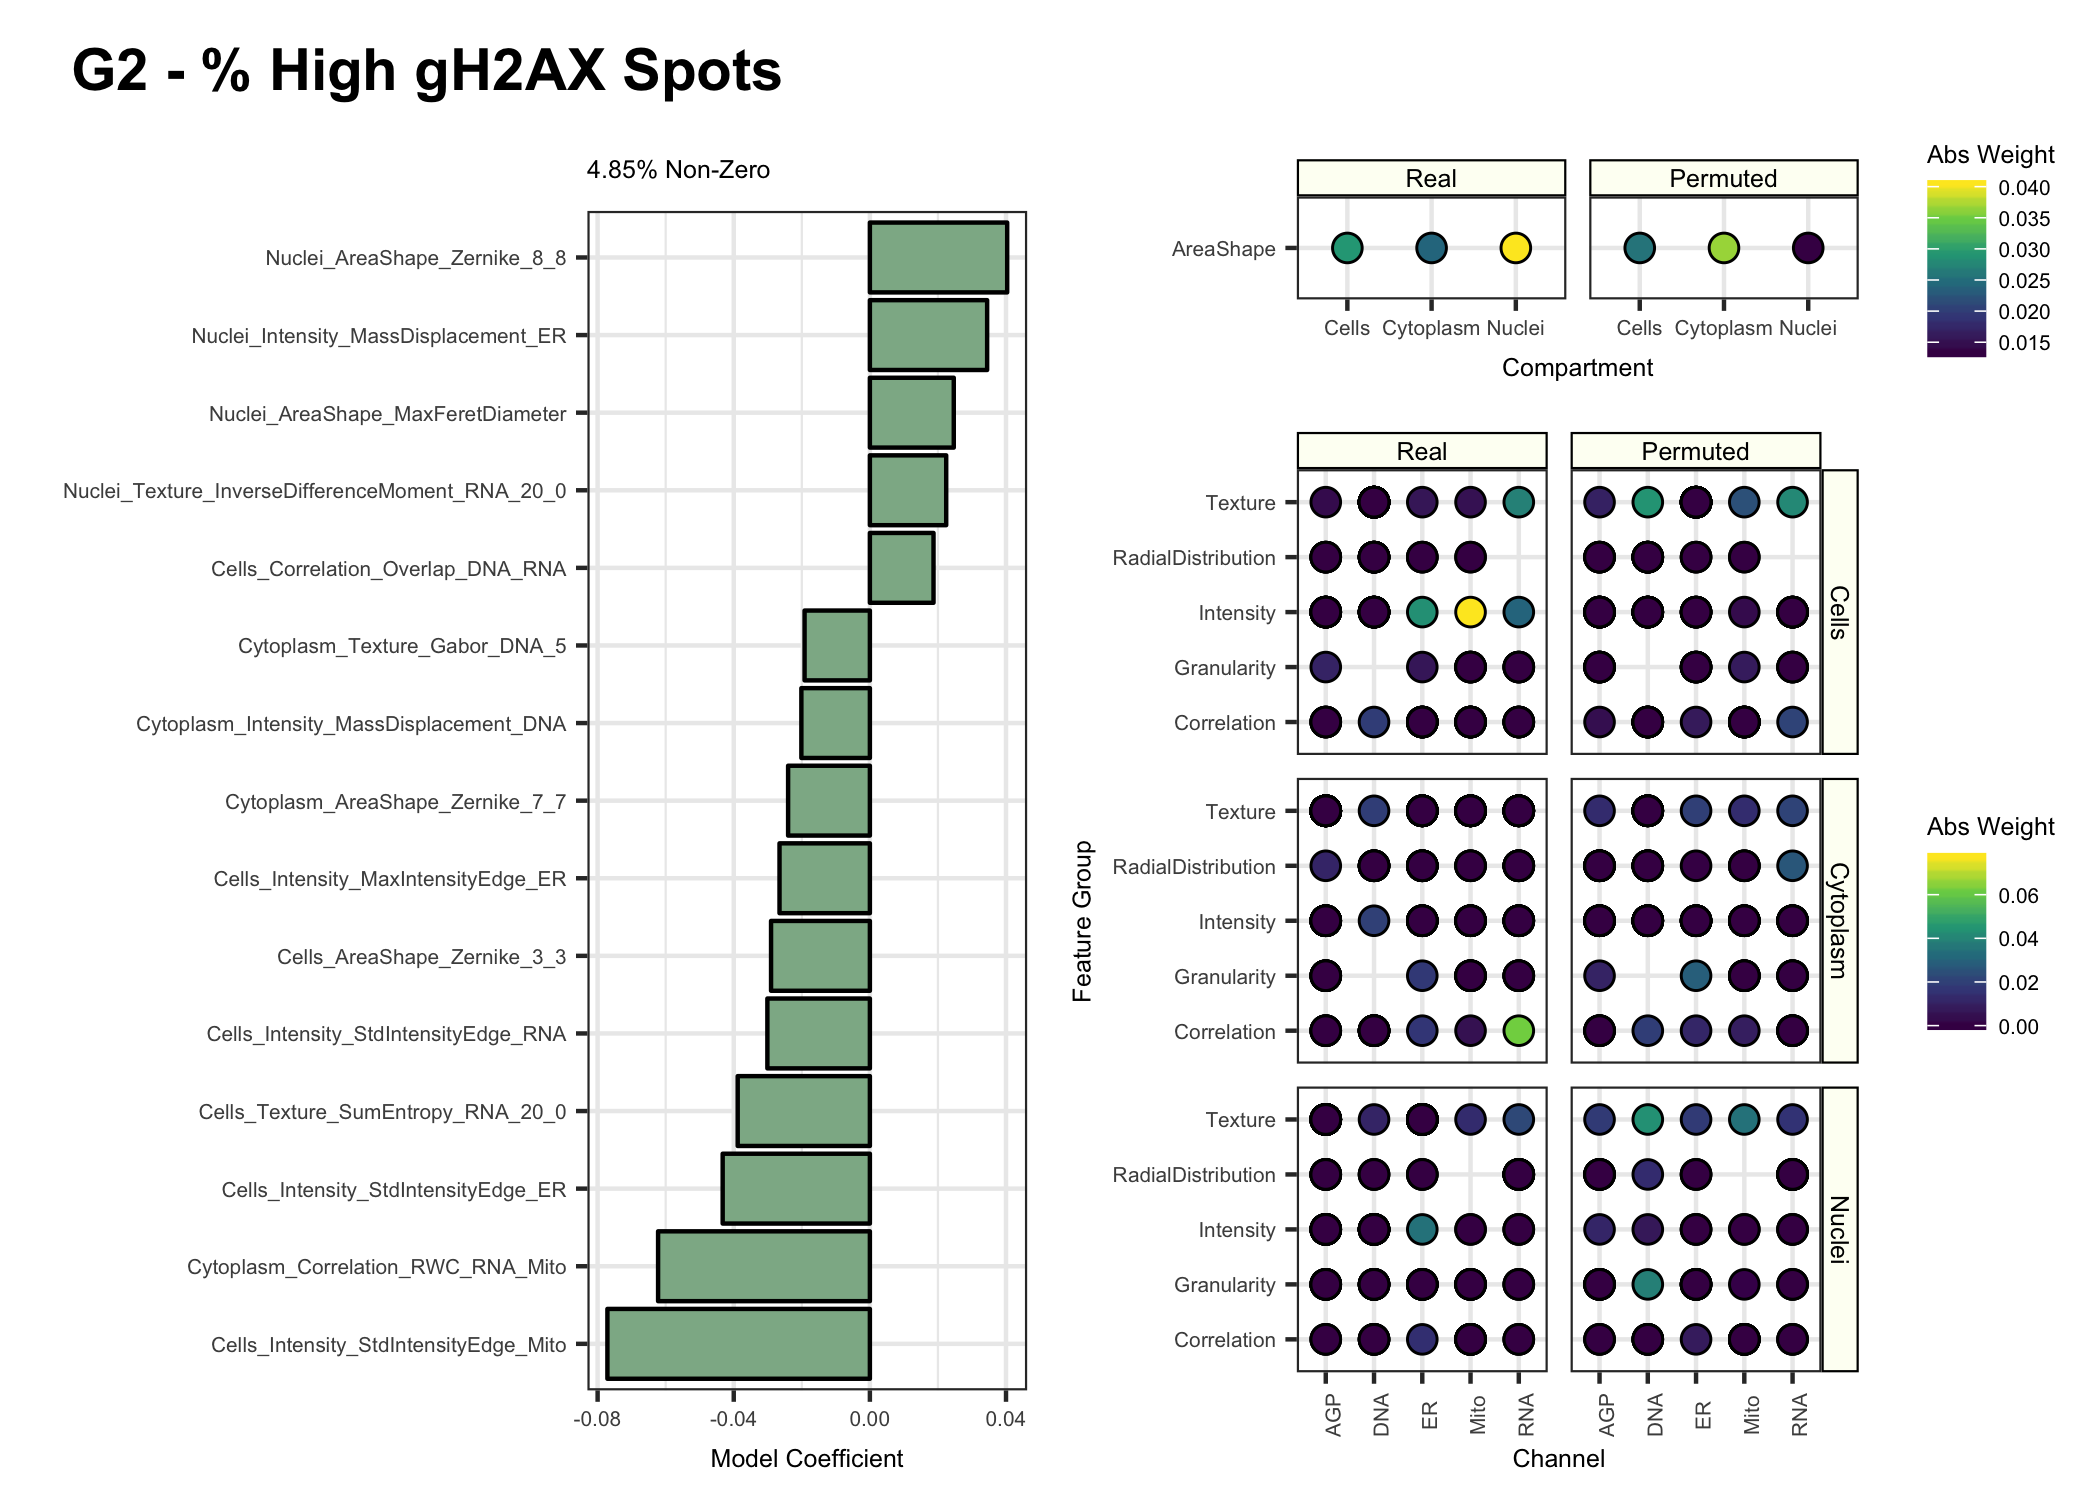 G2 - % High gH2AX Spots
4.85% Non-Zero
Nuclei_AreaShape_Zernike_8_8
Nuclei_Intensity_MassDisplacement_ER
Nuclei_AreaShape_MaxFeretDiameter
Nuclei_Texture_InverseDifferenceMoment_RNA_20_0
Cells_Correlation_Overlap_DNA_RNA
Cytoplasm_Texture_Gabor_DNA_5
Cytoplasm_Intensity_MassDisplacement_DNA
Cytoplasm_AreaShape_Zernike_7_7
Cells_Intensity_MaxIntensityEdge_ER
Cells_AreaShape_Zernike_3_3
Cells_Intensity_StdIntensityEdge_RNA
Cells_Texture_SumEntropy_RNA_20_0
Cells_Intensity_StdIntensityEdge_ER
Cytoplasm_Correlation_RWC_RNA_Mito
Cells_Intensity_StdIntensityEdge_Mito
-0.08 -0.04 0.00 0.04
Model Coefficient
Real Permuted
AreaShape
Cells Cytoplasm Nuclei Cells Cytoplasm Nuclei
Compartment
Abs Weight
0.040
0.035
0.030
0.025
0.020
0.015
Feature Group
Real Permuted
Texture
RadialDistribution
Intensity
Granularity
Correlation
Cells
Texture
RadialDistribution
Intensity
Granularity
Correlation
Cytoplasm
Texture
RadialDistribution
Intensity
Granularity
Correlation
Nuclei
AGP DNA ER Mito RNA AGP DNA ER Mito RNA
Channel
Abs Weight
0.06
0.04
0.02
0.00